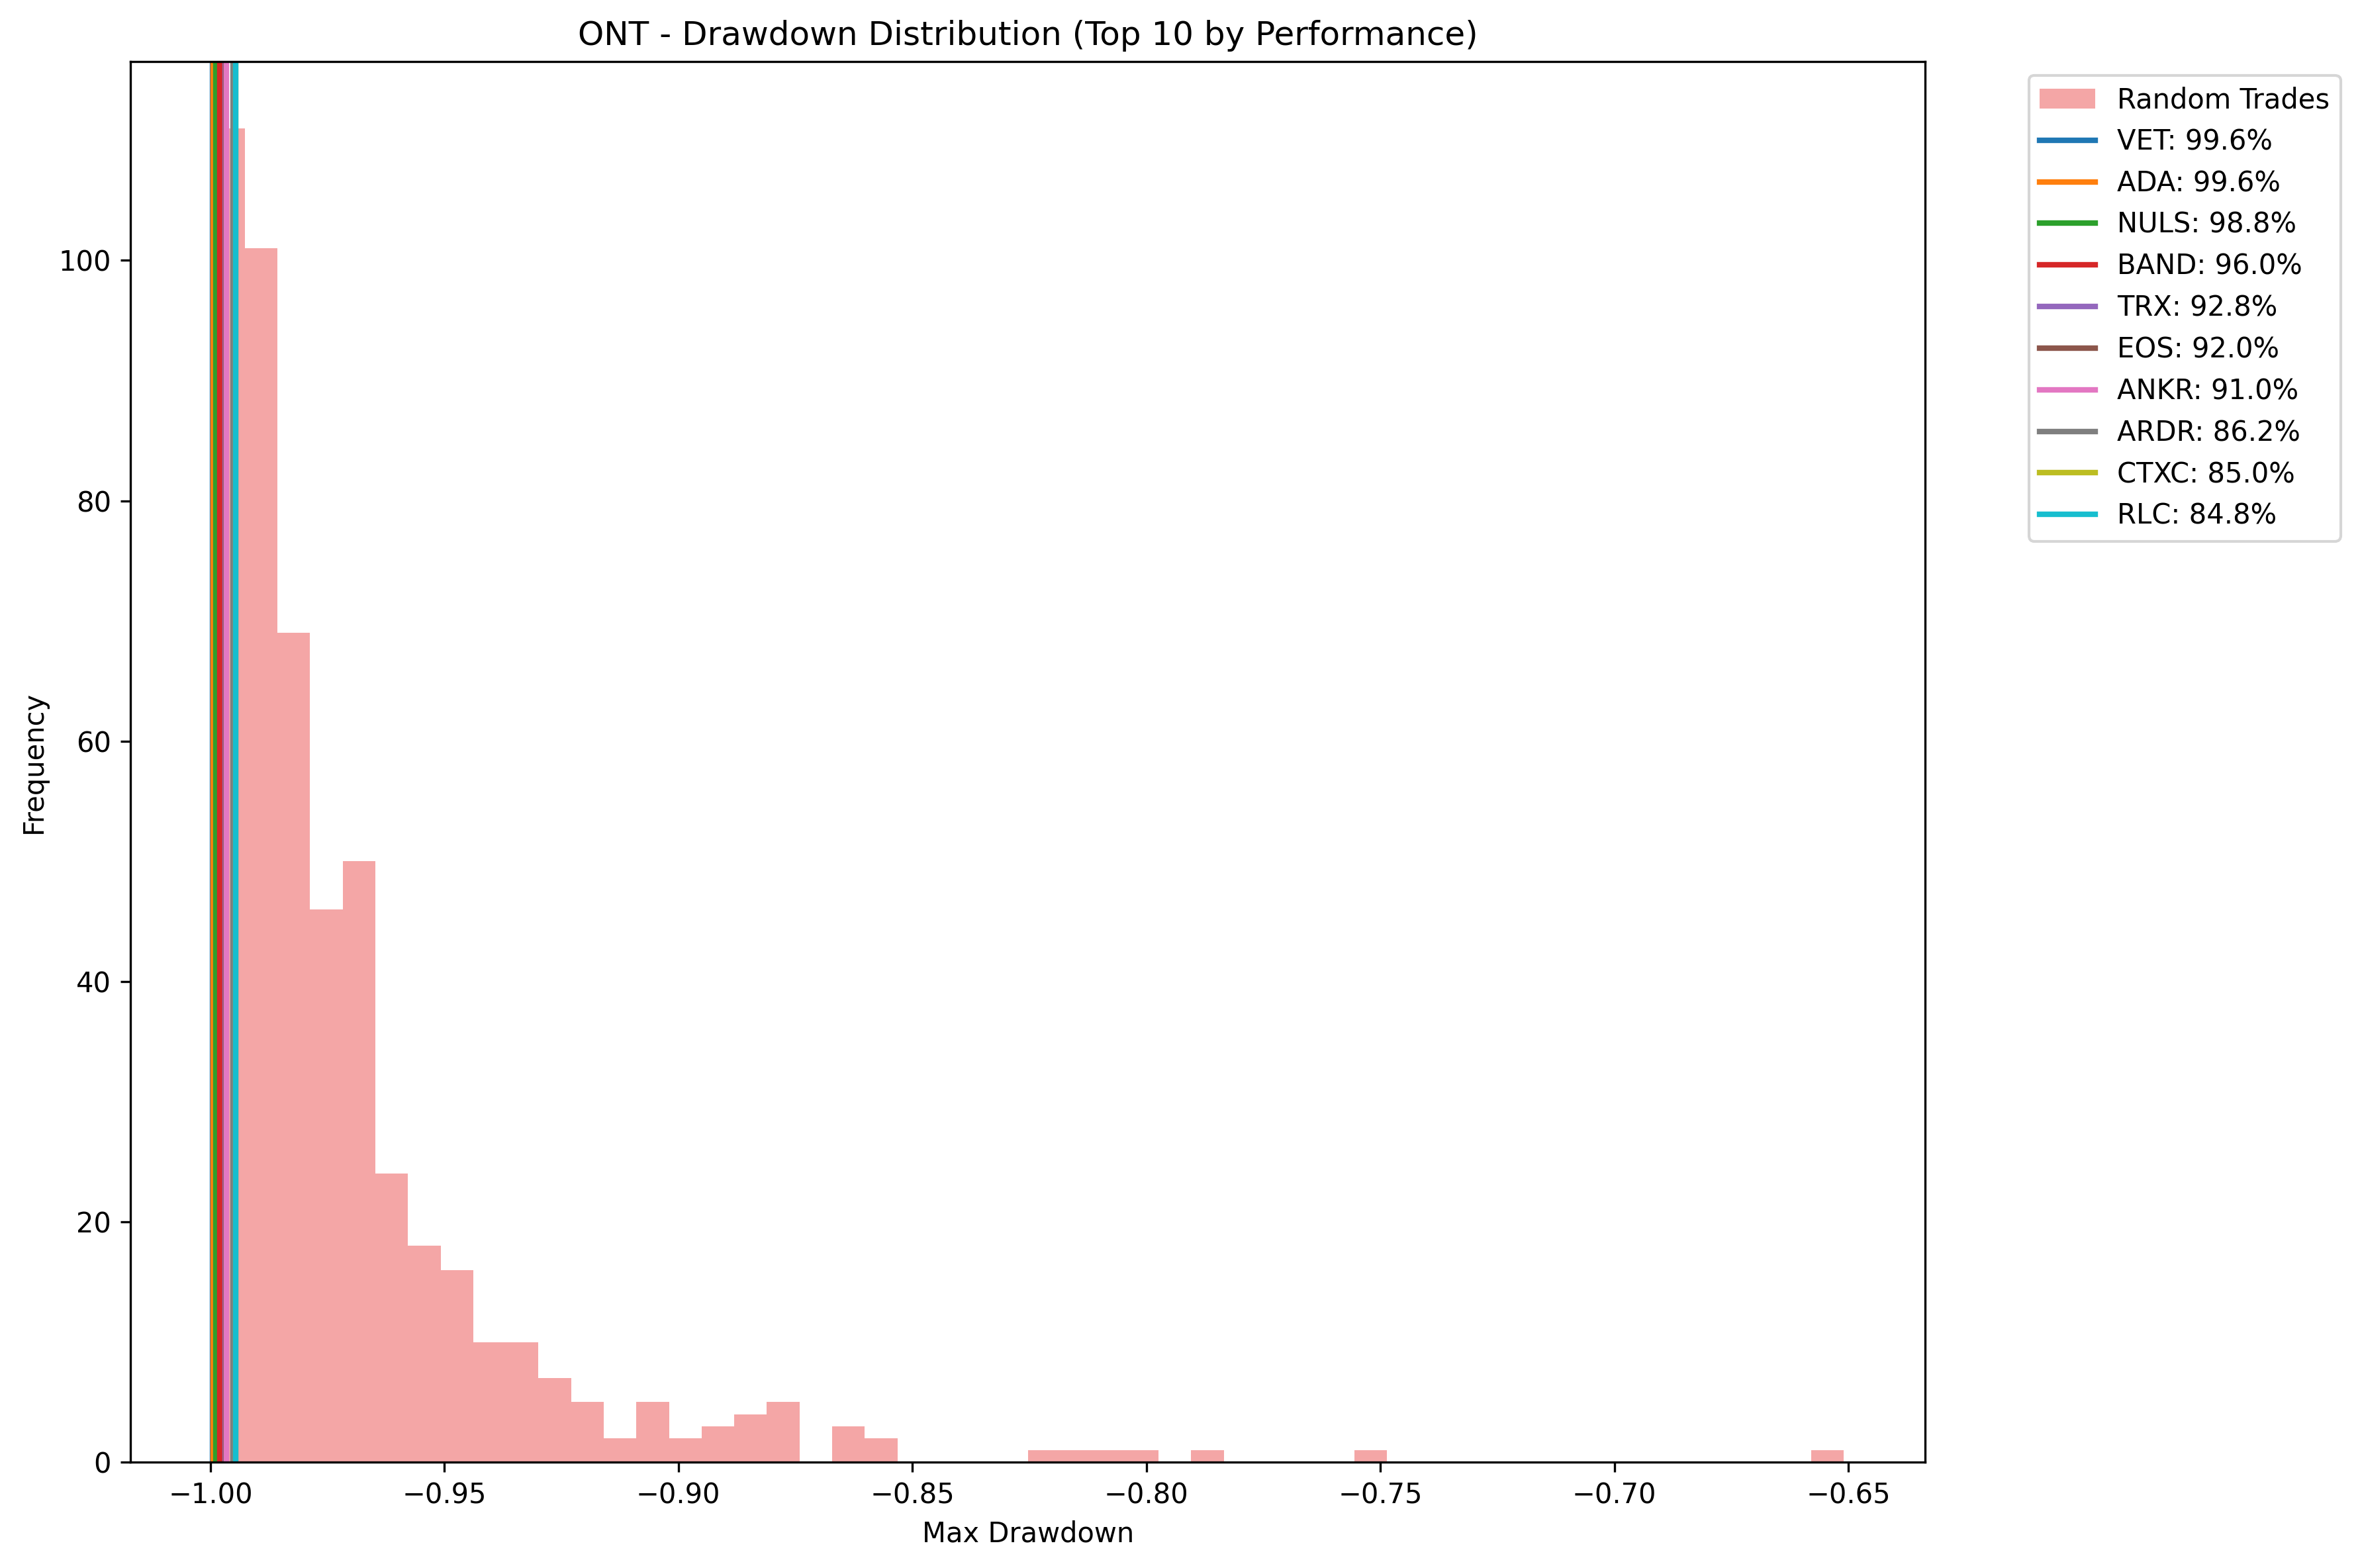 ONT - Drawdown Distribution (Top 10 by Performance)
Random Trades
VET: 99.6%
ADA: 99.6%
NULS: 98.8%
BAND: 96.0%
TRX: 92.8%
EOS: 92.0%
ANKR: 91.0%
ARDR: 86.2%
CTXC: 85.0%
RLC: 84.8%
Frequency
100
80
60
40
20
0
−1.00 −0.95 −0.90 −0.85 −0.80 −0.75 −0.70 −0.65
Max Drawdown